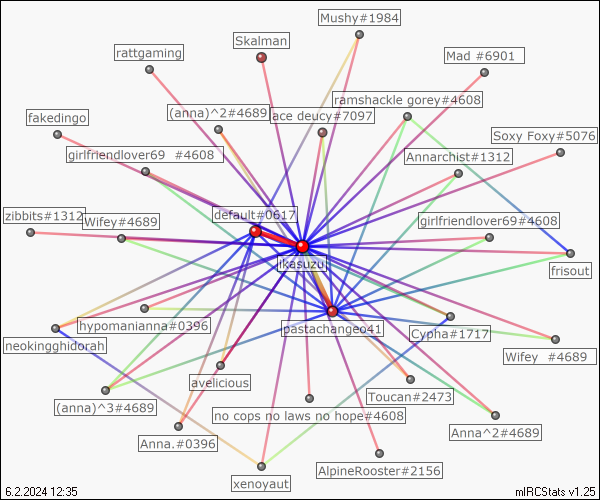 Mushy#1984
Skalman
rattgaming
Mad #6901
ramshackle gorey#4608
(anna)^2#4689
ace deucy#7097
fakedingo
Soxy Foxy#5076
girlfriendlover69 #4608
Annarchist#1312
zibbits#1312
default#0617
Wifey#4689
girlfriendlover69#4608
ikasuzu
frisout
hypomanianna#0396
pastachangeo41
Cypha#1717
neokingghidorah
Wifey #4689
avelicious
(anna)^3#4689
Toucan#2473
no cops no laws no hope#4608
Anna^2#4689
Anna.#0396
AlpineRooster#2156
xenoyaut
6.2.2024 12:35
mIRCStats v1.25